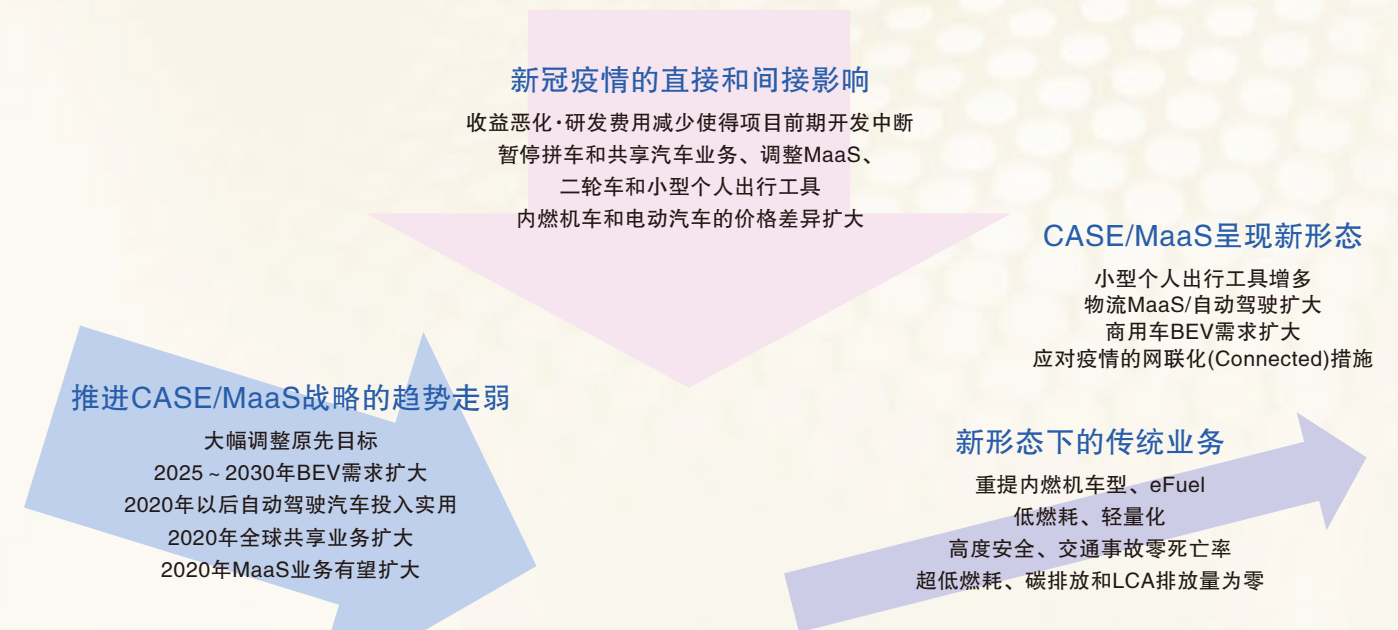 新冠疫情的直接和间接影响
收益恶化·研发费用减少使得项目前期开发中断
暂停拼车和共享汽车业务、调整MaaS、
二轮车和小型个人出行工具
内燃机车和电动汽车的价格差异扩大
CASE/MaaS呈现新形态
小型个人出行工具增多
物流MaaS/自动驾驶扩大
商用车BEV需求扩大
应对疫情的网联化(Connected)措施
推进CASE/MaaS战略的趋势走弱
大幅调整原先目标
2025~2030年BEV需求扩大
2020年以后自动驾驶汽车投入实用
2020年全球共享业务扩大
2020年MaaS业务有望扩大
新形态下的传统业务
重提内燃机车型、eFuel
低燃耗、轻量化
高度安全、交通事故零死亡率
超低燃耗、碳排放和LCA排放量为零